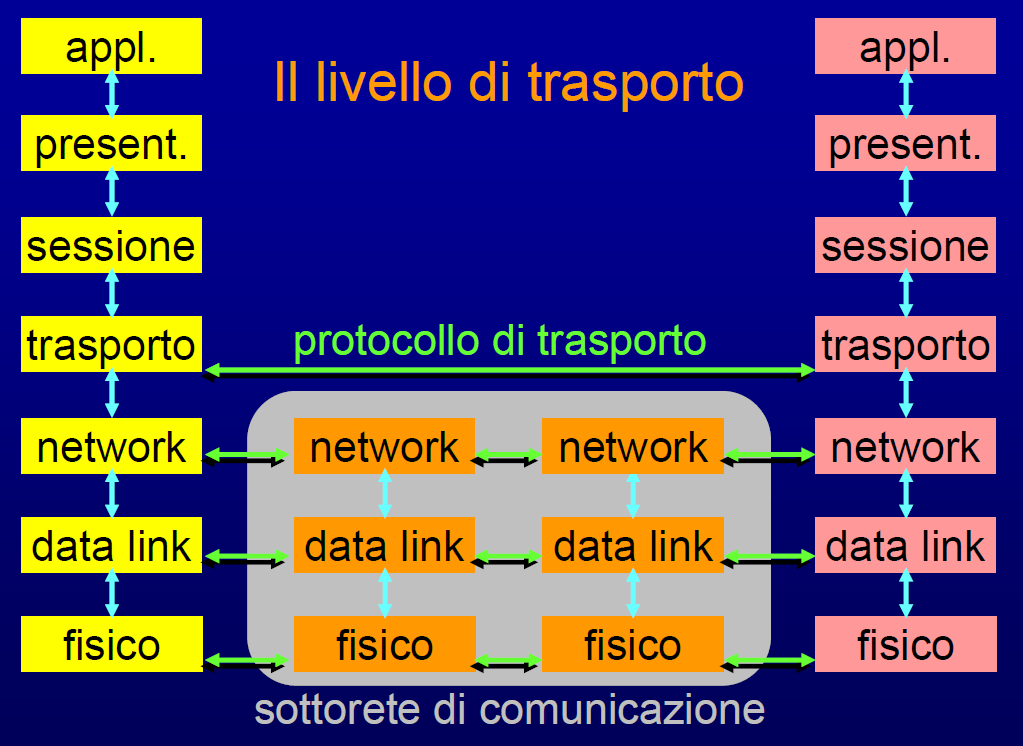 Il livello di trasporto
appl.
appl.
present.
present.
sessione
sessione
trasporto
protocollo di trasporto
trasporto
network
network
network
network
data link
data link
data link
data link
fisico
fisico
fisico
fisico
sottorete di comunicazione